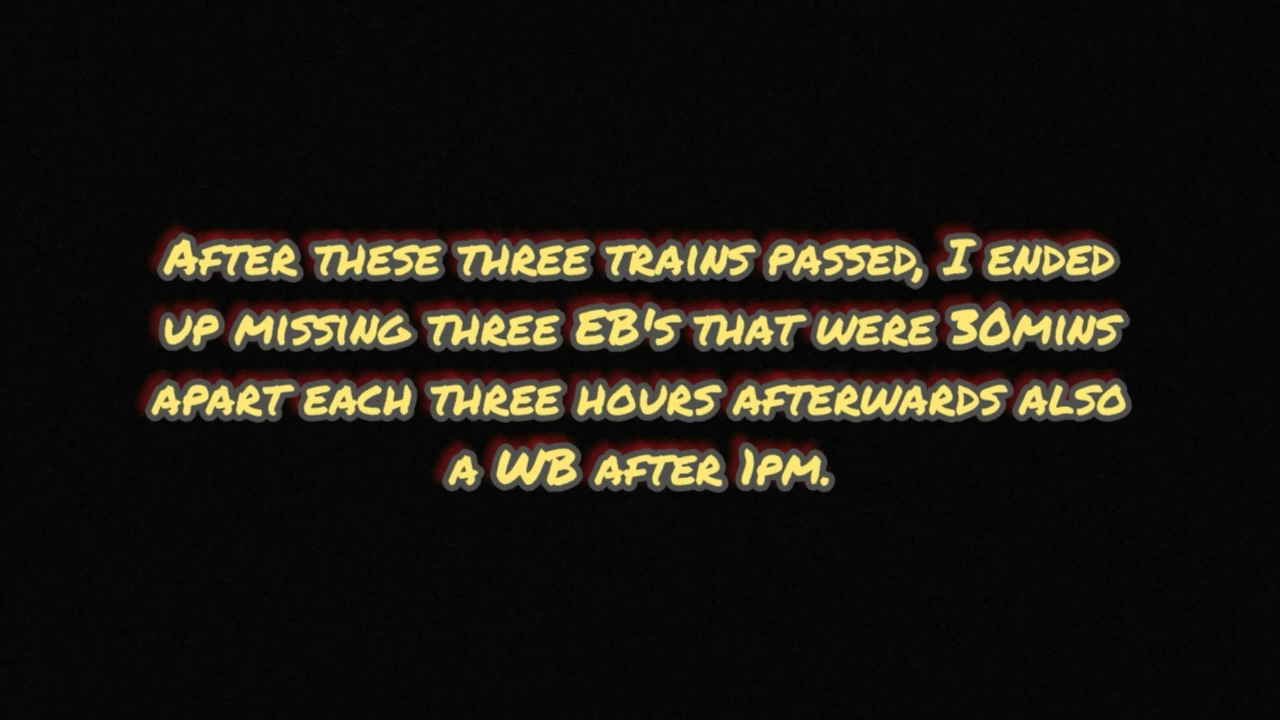 After these three trains passed, I ended
up missing three EB's that were 30mins
apart each three hours afterwards also
a WB after 1pm.